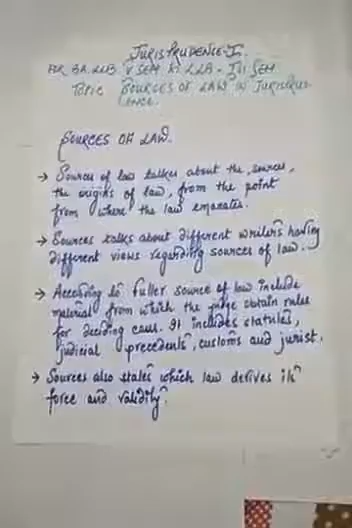 Jurisprudence-I.
FOR BA.LLB V SEM & LLB - III SEM
Topic SOURCES OF LAW IN JURISPRUD-
ENCE.
SOURCES OF LAW.
→ Sources of law talks about the sources,
the origins of law, from the point
from where the law emanates.
→ Sources talks about different writers having
different views regarding sources of law.
→ According to fuller source of law include
material from which the judge obtain rules
for deciding cases. It includes statutes,
judicial precedents, customs and jurist.
→ Sources also states which law derives its
force and validity.